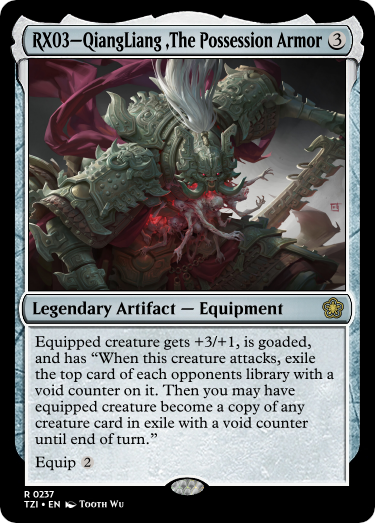 RX03—QiangLiang ,The Possession Armor 3
Legendary Artifact — Equipment
Equipped creature gets +3/+1, is goaded,
and has “When this creature attacks, exile
the top card of each opponents library with a
void counter on it. Then you may have
equipped creature become a copy of any
creature card in exile with a void counter
until end of turn.”
Equip 2
R 0237
TZI • EN Tooth Wu